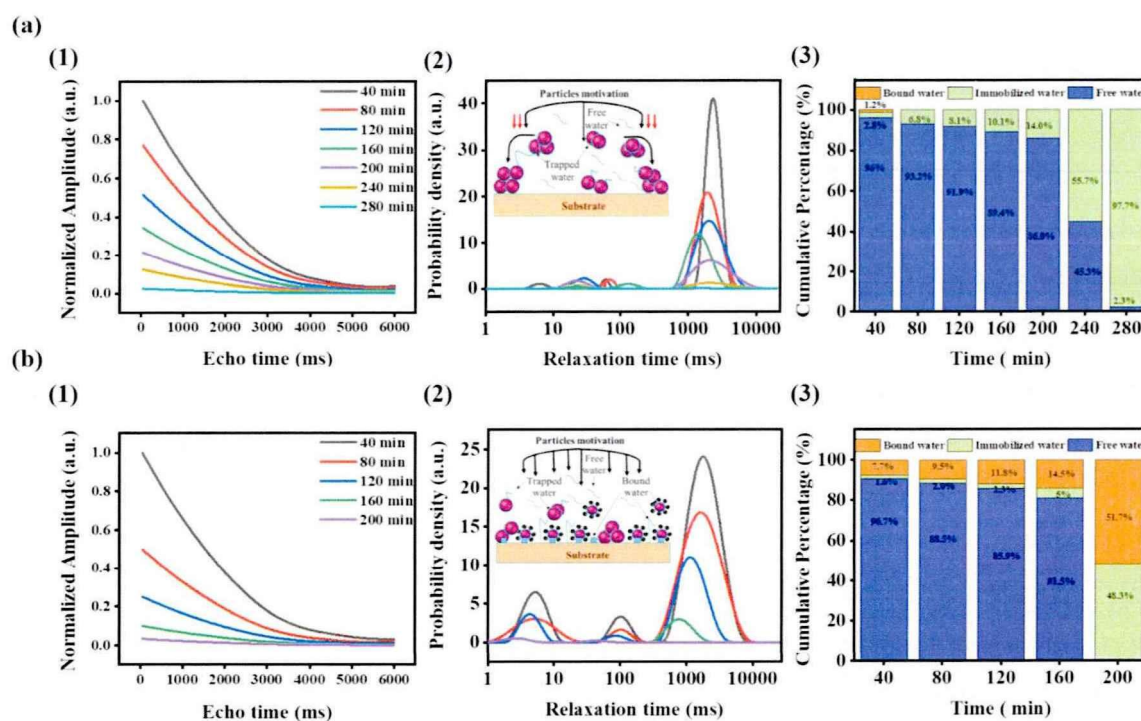 (a)
(1)
Normalized Amplitude (a.u.)
1.0
0.8
0.6
0.4
0.2
0.0
0 1000 2000 3000 4000 5000 6000
Echo time (ms)
40 min
80 min
120 min
160 min
200 min
240 min
280 min
(2)
Probability density (a.u.)
40
30
20
10
0
1 10 100 1000 10000
Relaxation time (ms)
Particles motivation
Free
water
Trapped
water
Substrate
(3)
Bound water Immobilized water Free water
Cumulative Percentage (%)
100
80
60
40
20
0
1.2%
2.8% 6.8% 8.1% 10.1% 14.0%
96% 93.2% 91.9%
55.7% 97.7%
45.3%
2.3%
40 80 120 160 200 240 280
Time ( min)
(b)
(1)
Normalized Amplitude (a.u.)
1.0
0.8
0.6
0.4
0.2
0.0
0 1000 2000 3000 4000 5000 6000
Echo time (ms)
40 min
80 min
120 min
160 min
200 min
(2)
Probability density (a.u.)
25
20
15
10
5
0
1 10 100 1000 10000
Relaxation time (ms)
Particles motivation
Free
water
Trapped
water
Bound
water
Substrate
(3)
Bound water Immobilized water Free water
Cumulative Percentage (%)
100
80
60
40
20
0
9.5% 11.8% 14.5%
5%
90.7% 88.5% 85.9%
51.7%
48.3%
40 80 120 160 200
Time ( min)